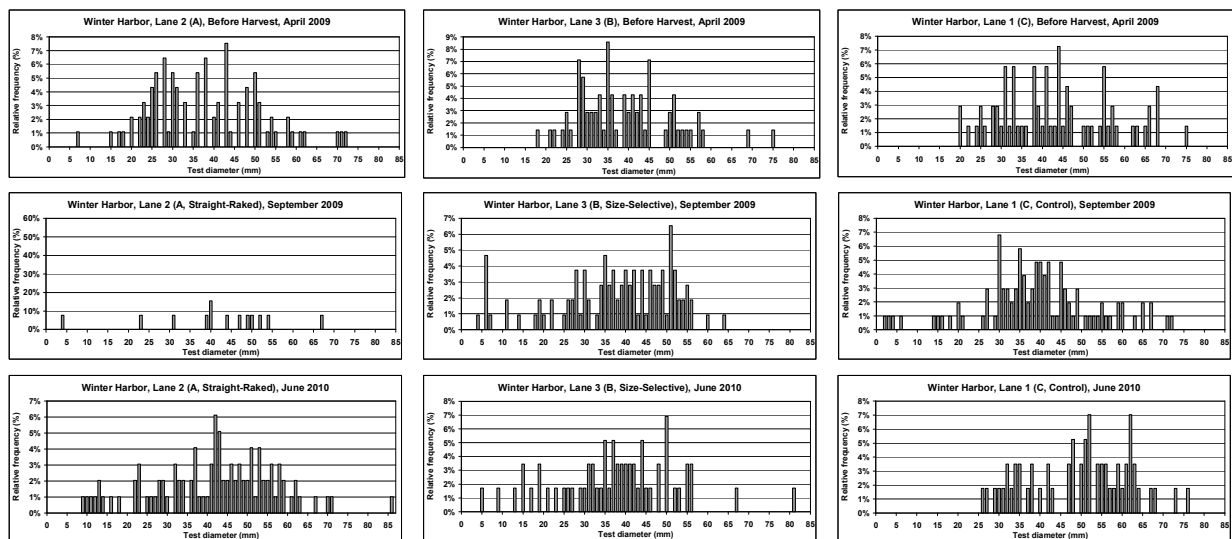 Winter Harbor, Lane 2 (A), Before Harvest, April 2009
Relative frequency (%)
8%
7%
6%
5%
4%
3%
2%
1%
0%
0 5 10 15 20 25 30 35 40 45 50 55 60 65 70 75 80 85
Test diameter (mm)
Winter Harbor, Lane 3 (B), Before Harvest, April 2009
Relative frequency (%)
9%
8%
7%
6%
5%
4%
3%
2%
1%
0%
0 5 10 15 20 25 30 35 40 45 50 55 60 65 70 75 80 85
Test diameter (mm)
Winter Harbor, Lane 1 (C), Before Harvest, April 2009
Relative frequency (%)
8%
7%
6%
5%
4%
3%
2%
1%
0%
0 5 10 15 20 25 30 35 40 45 50 55 60 65 70 75 80 85
Test diameter (mm)
Winter Harbor, Lane 2 (A, Straight-Raked), September 2009
Relative frequency (%)
60%
50%
40%
30%
20%
10%
0%
0 5 10 15 20 25 30 35 40 45 50 55 60 65 70 75 80 85
Test diameter (mm)
Winter Harbor, Lane 3 (B, Size-Selective), September 2009
Relative frequency (%)
7%
6%
5%
4%
3%
2%
1%
0%
0 5 10 15 20 25 30 35 40 45 50 55 60 65 70 75 80 85
Test diameter (mm)
Winter Harbor, Lane 1 (C, Control), September 2009
Relative frequency (%)
8%
7%
6%
5%
4%
3%
2%
1%
0%
0 5 10 15 20 25 30 35 40 45 50 55 60 65 70 75 80 85
Test diameter (mm)
Winter Harbor, Lane 2 (A, Straight-Raked), June 2010
Relative frequency (%)
7%
6%
5%
4%
3%
2%
1%
0%
0 5 10 15 20 25 30 35 40 45 50 55 60 65 70 75 80 85
Test diameter (mm)
Winter Harbor, Lane 3 (B, Size-Selective), June 2010
Relative frequency (%)
8%
7%
6%
5%
4%
3%
2%
1%
0%
0 5 10 15 20 25 30 35 40 45 50 55 60 65 70 75 80 85
Test diameter (mm)
Winter Harbor, Lane 1 (C, Control), June 2010
Relative frequency (%)
8%
7%
6%
5%
4%
3%
2%
1%
0%
0 5 10 15 20 25 30 35 40 45 50 55 60 65 70 75 80 85
Test diameter (mm)